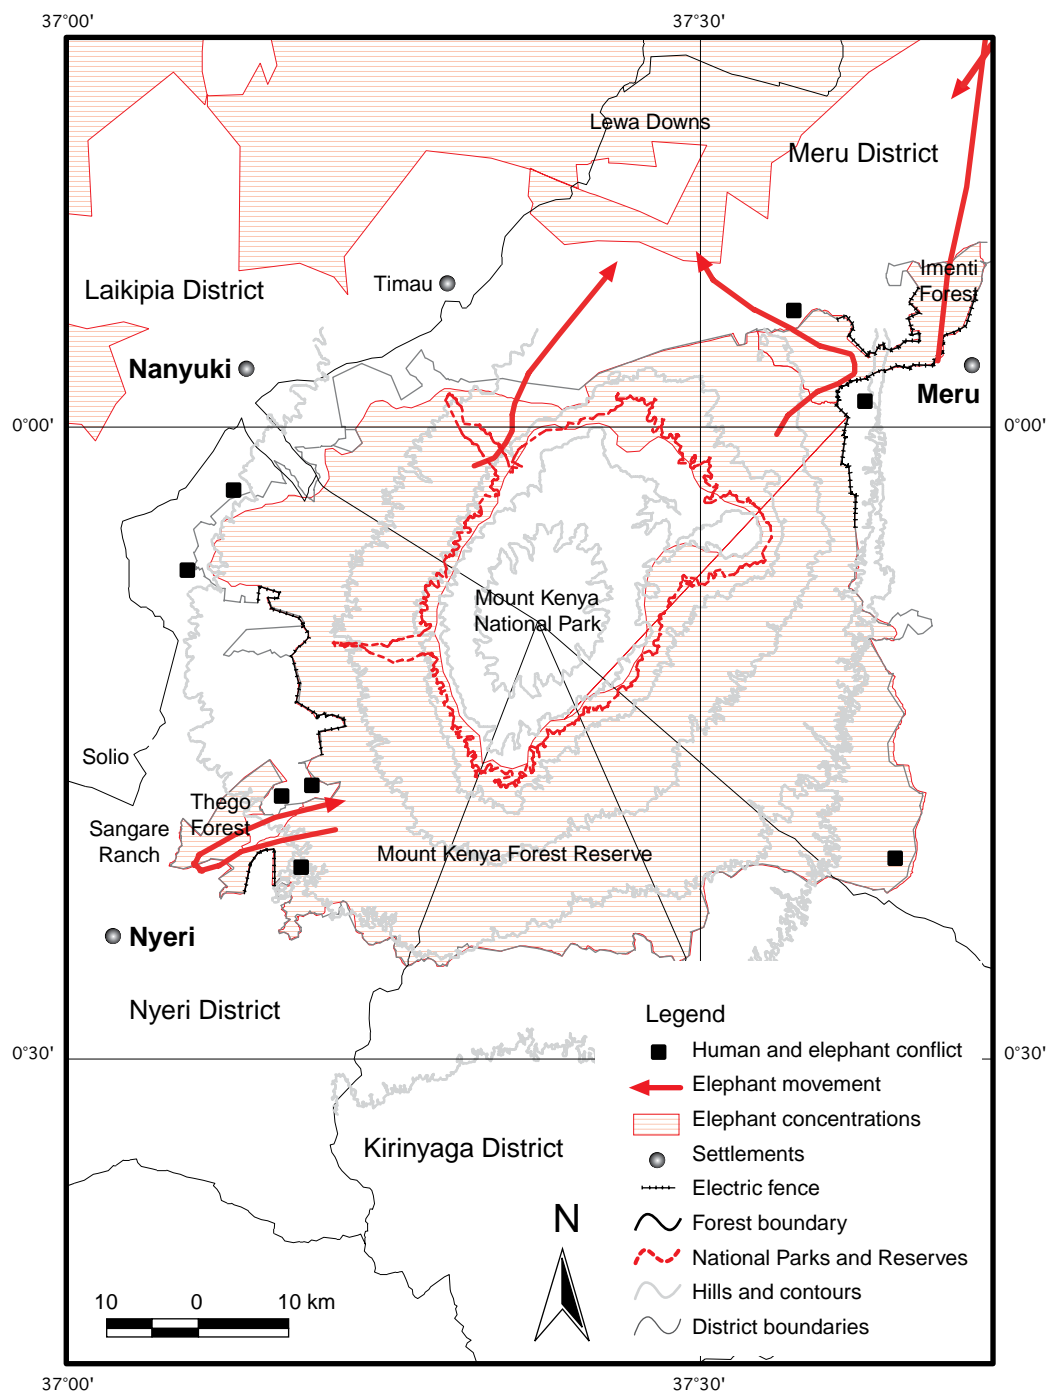 37°00'
37°30'
Lewa Downs
Meru District
Imenti
Forest
Laikipia District
Timau
Nanyuki
Meru
0°00'
0°00'
Mount Kenya
National Park
Solio
Thego
Forest
Sangare
Ranch
Mount Kenya Forest Reserve
Nyeri
Nyeri District
Legend
Human and elephant conflict
0°30'
0°30'
Elephant movement
Elephant concentrations
Kirinyaga District
Settlements
Electric fence
N
Forest boundary
National Parks and Reserves
Hills and contours
10 0 10 km
District boundaries
37°00'
37°30'